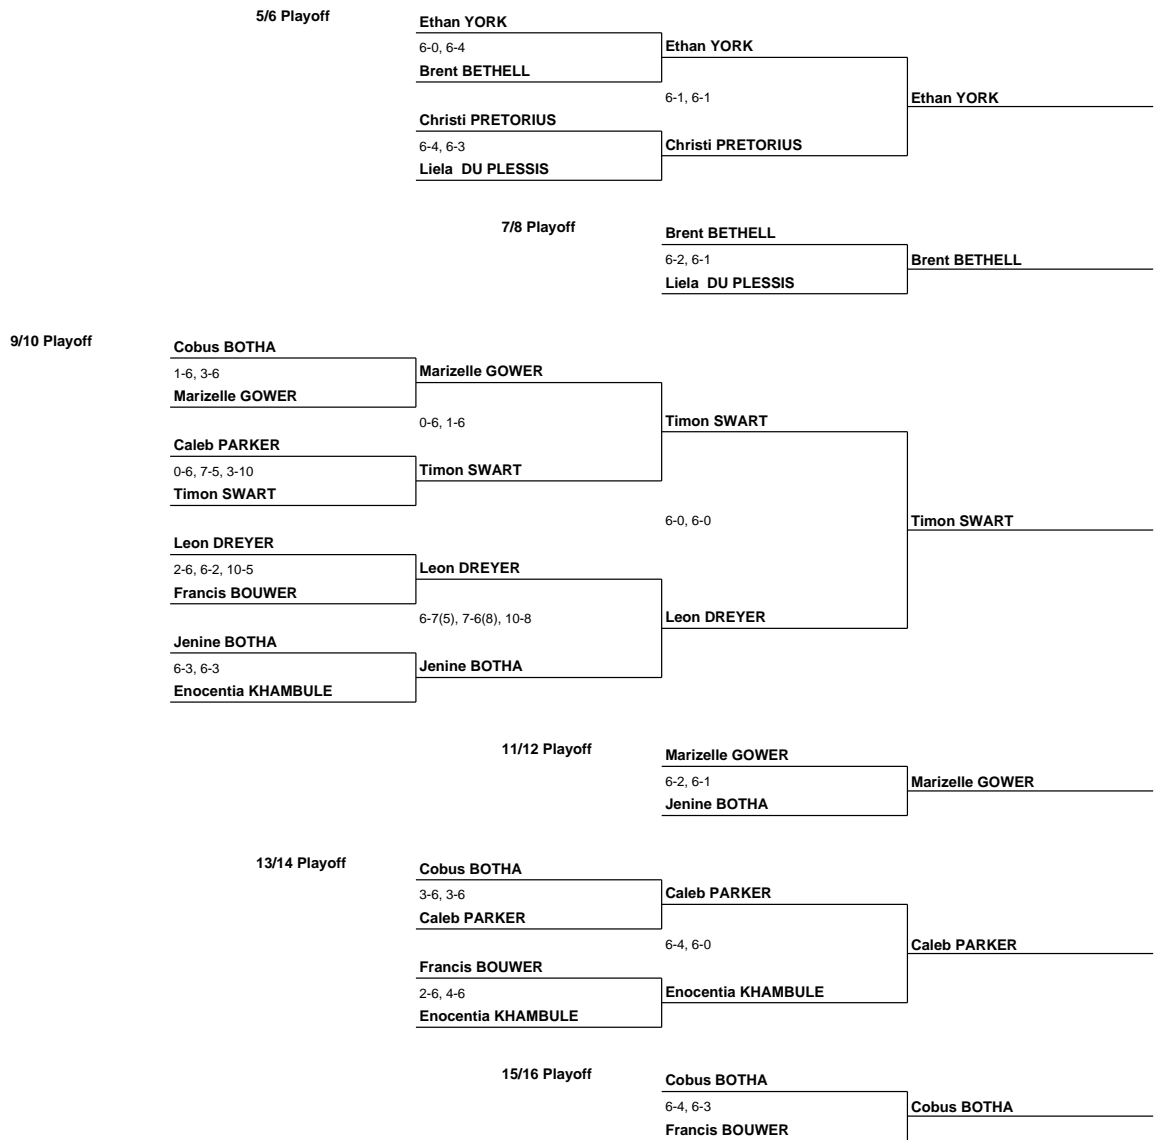 5/6 Playoff
Ethan YORK
6-0, 6-4
Ethan YORK
Brent BETHELL
6-1, 6-1
Ethan YORK
Christi PRETORIUS
6-4, 6-3
Christi PRETORIUS
Liela  DU PLESSIS
7/8 Playoff
Brent BETHELL
6-2, 6-1
Brent BETHELL
Liela  DU PLESSIS
9/10 Playoff
Cobus BOTHA
1-6, 3-6
Marizelle GOWER
Marizelle GOWER
0-6, 1-6
Timon SWART
Caleb PARKER
0-6, 7-5, 3-10
Timon SWART
Timon SWART
6-0, 6-0
Timon SWART
Leon DREYER
2-6, 6-2, 10-5
Leon DREYER
Francis BOUWER
6-7(5), 7-6(8), 10-8
Leon DREYER
Jenine BOTHA
6-3, 6-3
Jenine BOTHA
Enocentia KHAMBULE
11/12 Playoff
Marizelle GOWER
6-2, 6-1
Marizelle GOWER
Jenine BOTHA
13/14 Playoff
Cobus BOTHA
3-6, 3-6
Caleb PARKER
Caleb PARKER
6-4, 6-0
Caleb PARKER
Francis BOUWER
2-6, 4-6
Enocentia KHAMBULE
Enocentia KHAMBULE
15/16 Playoff
Cobus BOTHA
6-4, 6-3
Cobus BOTHA
Francis BOUWER